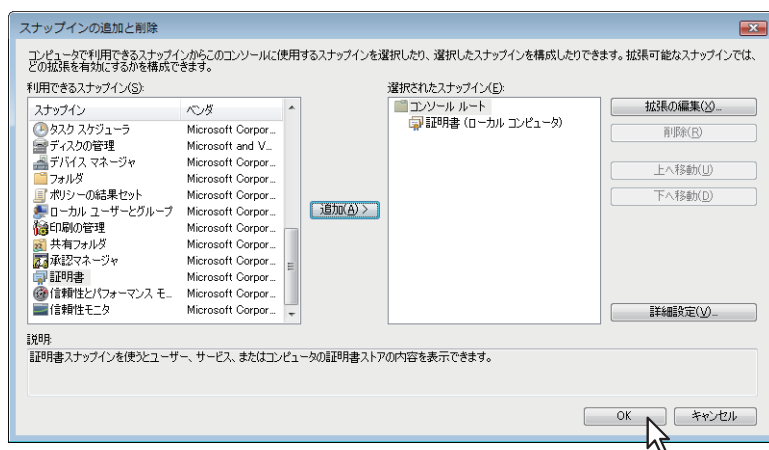 スナップインの追加と削除
コンピュータで利用できるスナップインからこのコンソールに使用するスナップインを選択したり、選択したスナップインを構成したりできます。拡張可能なスナップインでは、
どの拡張を有効にするかを構成できます。
利用できるスナップイン(S):
スナップイン ベンダ
タスク スケジューラ Microsoft Corpor...
ディスクの管理 Microsoft and V...
デバイス マネージャ Microsoft Corpor...
フォルダ Microsoft Corpor...
ポリシーの結果セット Microsoft Corpor...
ローカル ユーザーとグループ Microsoft Corpor...
印刷の管理 Microsoft Corpor...
共有フォルダ Microsoft Corpor...
承認マネージャ Microsoft Corpor...
証明書 Microsoft Corpor...
信頼性とパフォーマンス モ... Microsoft Corpor...
信頼性モニタ Microsoft Corpor...
追加(A) >
選択されたスナップイン(E):
コンソール ルート
証明書 (ローカル コンピュータ)
拡張の編集(X)...
削除(R)
上へ移動(U)
下へ移動(D)
詳細設定(V)...
説明:
証明書スナップインを使うとユーザー、サービス、またはコンピュータの証明書ストアの内容を表示できます。
OK
キャンセル